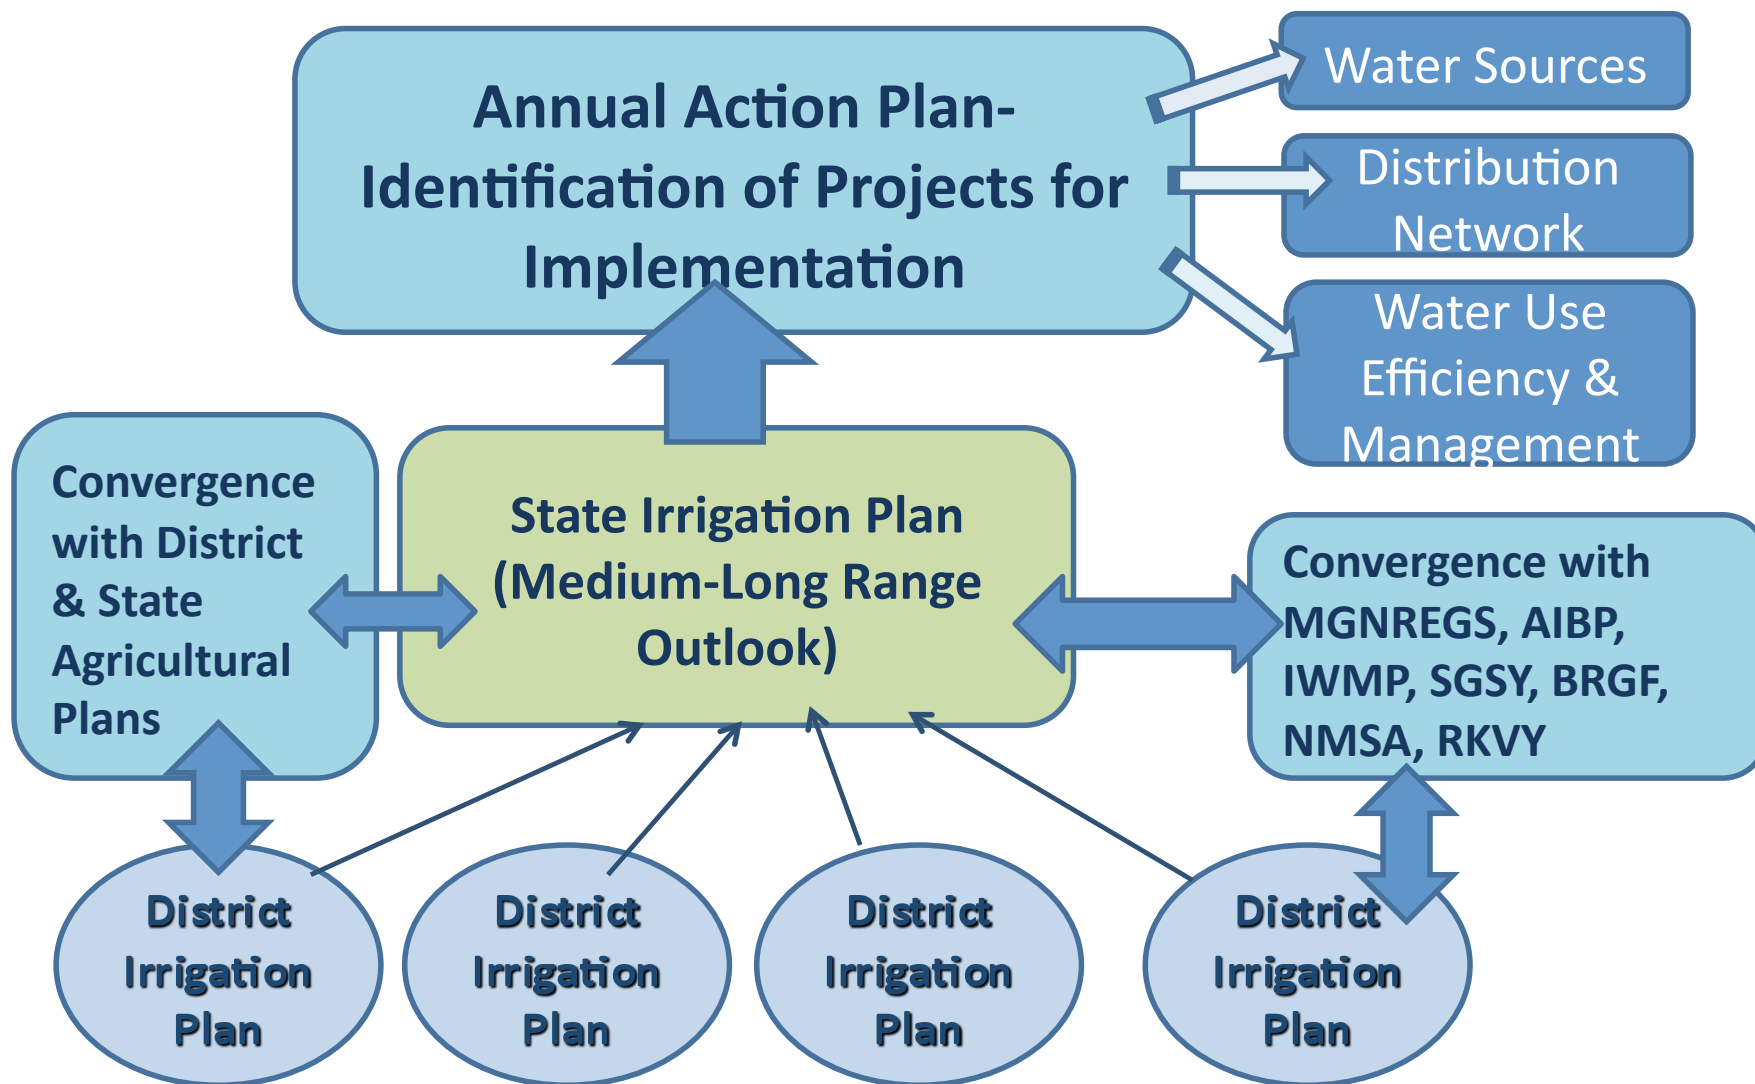 Annual Action Plan-
Identification of Projects for
Implementation
Water Sources
Distribution
Network
Water Use
Efficiency &
Management
Convergence
with District
& State
Agricultural
Plans
State Irrigation Plan
(Medium-Long Range
Outlook)
Convergence with
MGNREGS, AIBP,
IWMP, SGSY, BRGF,
NMSA, RKVY
District
Irrigation
Plan
District
Irrigation
Plan
District
Irrigation
Plan
District
Irrigation
Plan